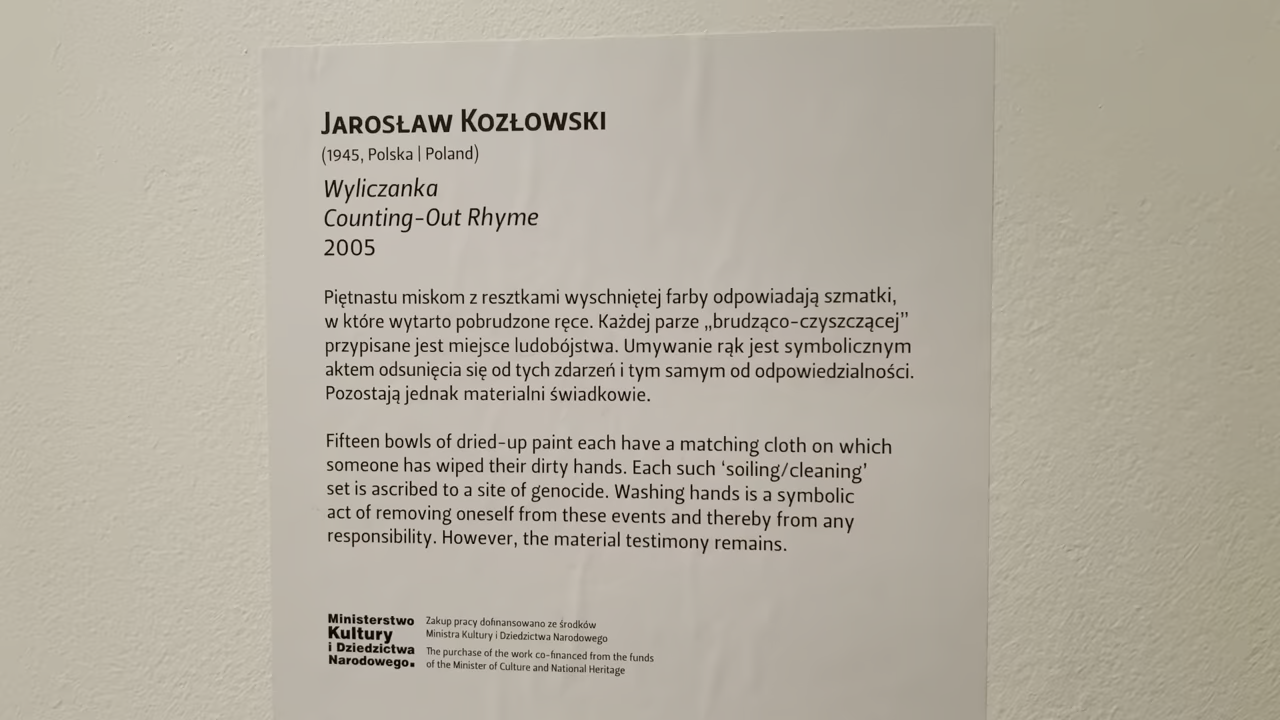 Jarosław Kozłowski
(1945, Polska | Poland)
Wyliczanka
Counting-Out Rhyme
2005
Piętnastu miskom z resztkami wyschniętej farby odpowiadają szmatki,
w które wytarto pobrudzone ręce. Każdej parze „brudząco-czyszczącej”
przypisane jest miejsce ludobójstwa. Umywanie rąk jest symbolicznym
aktem odsunięcia się od tych zdarzeń i tym samym od odpowiedzialności.
Pozostają jednak materialni świadkowie.
Fifteen bowls of dried-up paint each have a matching cloth on which
someone has wiped their dirty hands. Each such ‘soiling/cleaning’
set is ascribed to a site of genocide. Washing hands is a symbolic
act of removing oneself from these events and thereby from any
responsibility. However, the material testimony remains.
Ministerstwo
Kultury
i Dziedzictwa
Narodowego.
Zakup pracy dofinansowano ze środków
Ministra Kultury i Dziedzictwa Narodowego
The purchase of the work co-financed from the funds
of the Minister of Culture and National Heritage